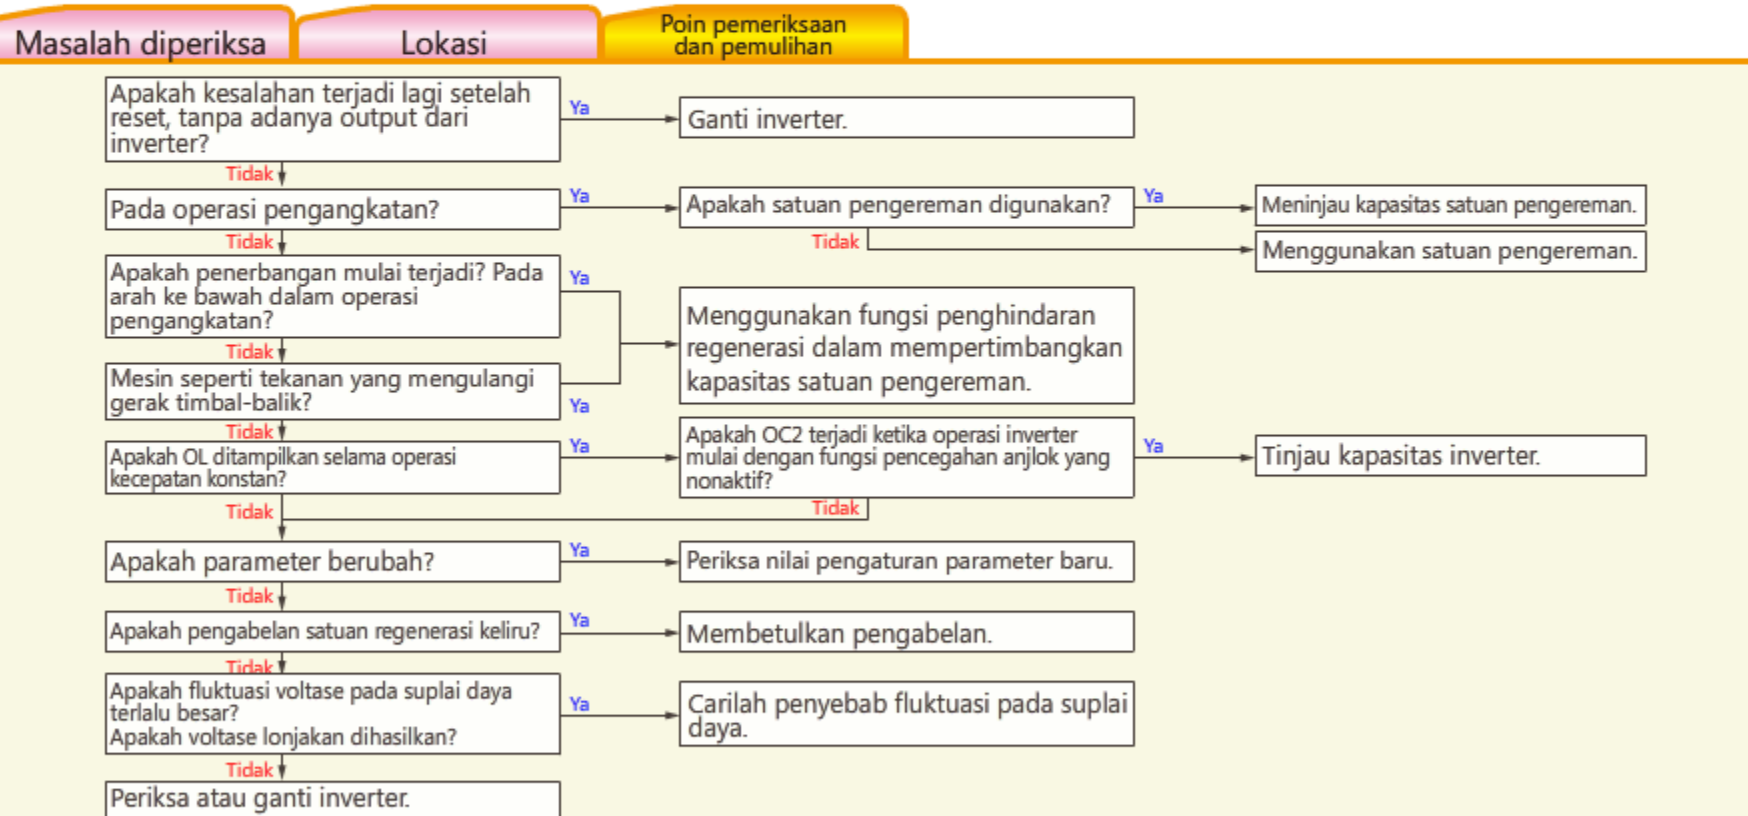 Masalah diperiksa
Lokasi
Poin pemeriksaan
dan pemulihan
Apakah kesalahan terjadi lagi setelah
reset, tanpa adanya output dari
inverter?
Ya
Ganti inverter.
Tidak
Pada operasi pengangkatan?
Ya
Apakah satuan pengereman digunakan?
Ya
Meninjau kapasitas satuan pengereman.
Tidak
Tidak
Menggunakan satuan pengereman.
Apakah penerbangan mulai terjadi? Pada
arah ke bawah dalam operasi
pengangkatan?
Ya
Menggunakan fungsi penghindaran
regenerasi dalam mempertimbangkan
kapasitas satuan pengereman.
Tidak
Mesin seperti tekanan yang mengulangi
gerak timbal-balik?
Ya
Tidak
Apakah OL ditampilkan selama operasi
kecepatan konstan?
Ya
Apakah OC2 terjadi ketika operasi inverter
mulai dengan fungsi pencegahan anjlok yang
nonaktif?
Ya
Tinjau kapasitas inverter.
Tidak
Tidak
Apakah parameter berubah?
Ya
Periksa nilai pengaturan parameter baru.
Tidak
Apakah pengabelan satuan regenerasi keliru?
Ya
Membetulkan pengabelan.
Tidak
Apakah fluktuasi voltase pada suplai daya
terlalu besar?
Apakah voltase lonjakan dihasilkan?
Ya
Carilah penyebab fluktuasi pada suplai
daya.
Tidak
Periksa atau ganti inverter.